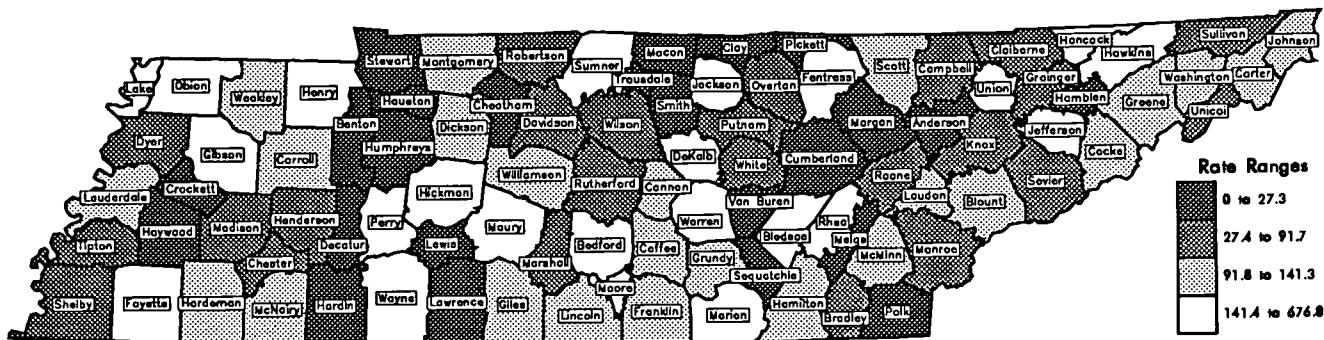 Lake
Obion
Weakley
Henry
Stewart
Montgomery
Robertson
Sumner
Macon
Trousdale
Clay
Pickett
Jackson
Overton
Fentress
Scott
Campbell
Claiborne
Hancock
Hawkins
Sullivan
Johnson
Carter
Washington
Unicoi
Greene
Hamblen
Grainger
Union
Jefferson
Cocke
Sevier
Knox
Anderson
Morgan
Roane
Loudon
Blount
Monroe
Cumberland
Putnam
Smith
White
Van Buren
DeKalb
Wilson
Davidson
Cheatham
Houston
Dickson
Humphreys
Benton
Carroll
Gibson
Dyer
Crockett
Lauderdale
Haywood
Madison
Henderson
Decatur
Perry
Hickman
Williamson
Rutherford
Cannon
Warren
Bledsoe
Rhea
Meigs
McMinn
Polk
Bradley
Hamilton
Sequatchie
Grundy
Coffee
Bedford
Moore
Marshall
Maury
Lewis
Tipton
Chester
Shelby
Fayette
Hardeman
McNairy
Hardin
Wayne
Lawrence
Giles
Lincoln
Franklin
Marion
Rate Ranges
0 to 27.3
27.4 to 91.7
91.8 to 141.3
141.4 to 676.8